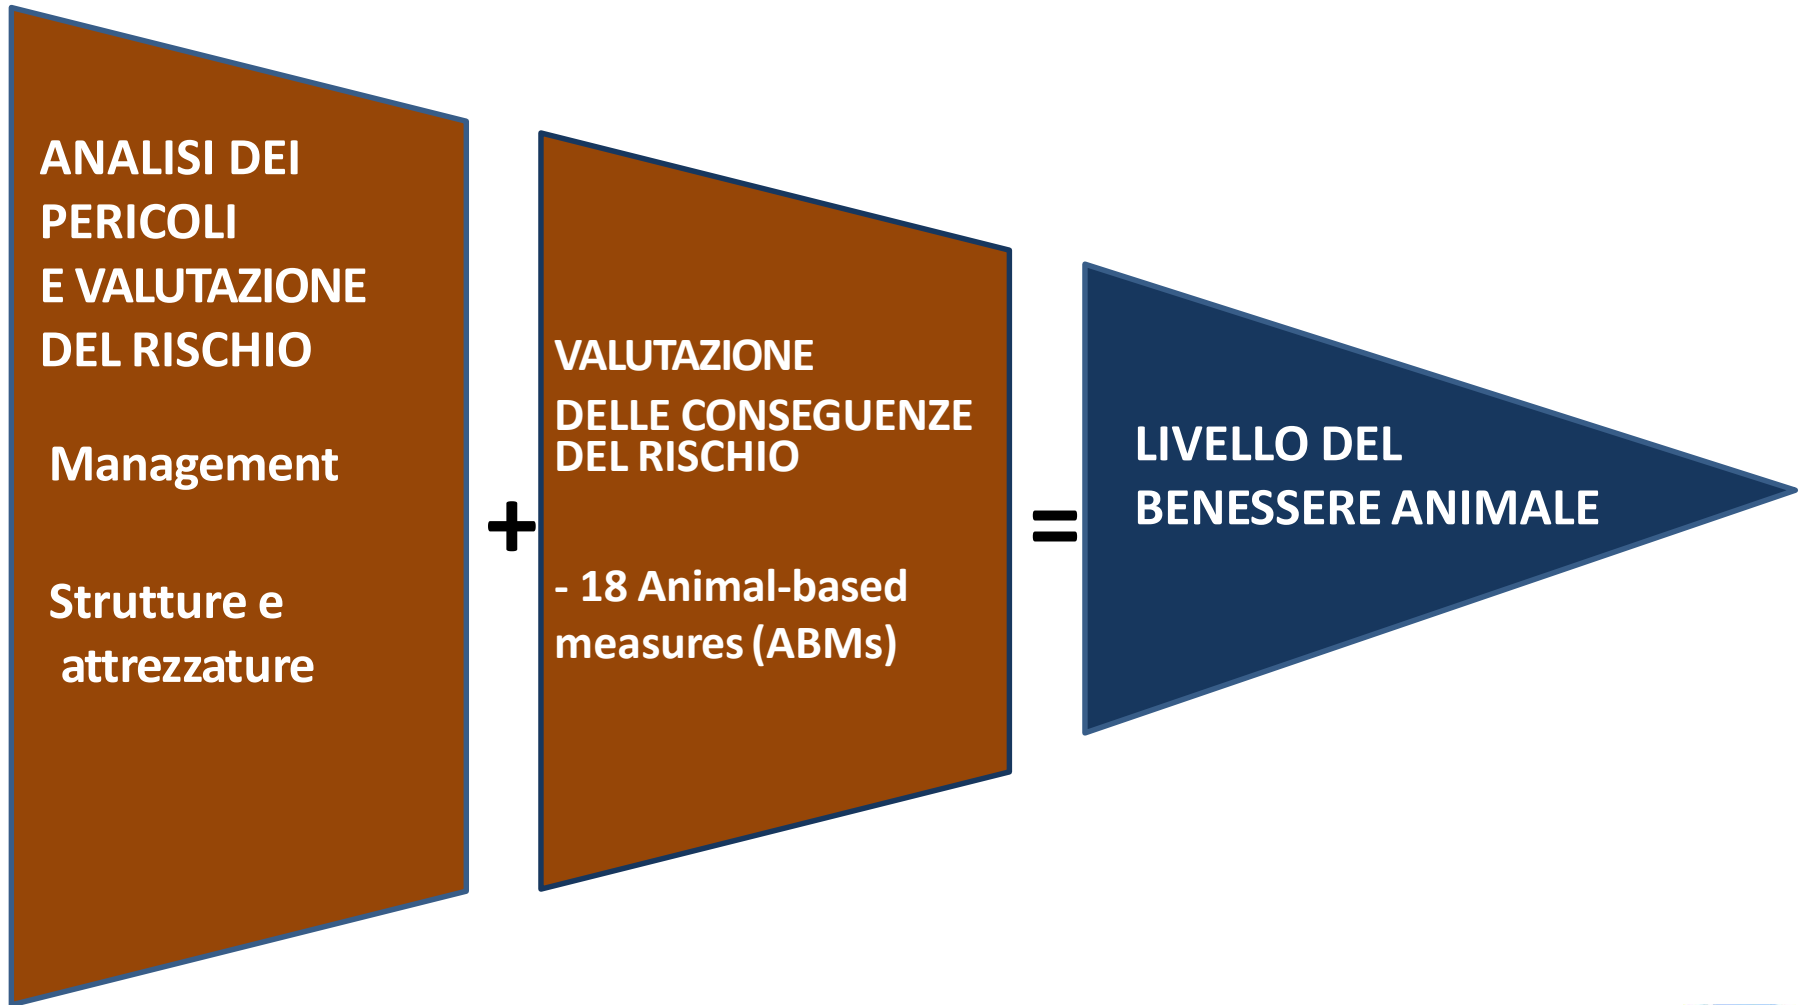 ANALISI DEI
PERICOLI
E VALUTAZIONE
DEL RISCHIO
Management
Strutture e
attrezzature
+
VALUTAZIONE
DELLE CONSEGUENZE
DEL RISCHIO
- 18 Animal-based
measures (ABMs)
=
LIVELLO DEL
BENESSERE ANIMALE